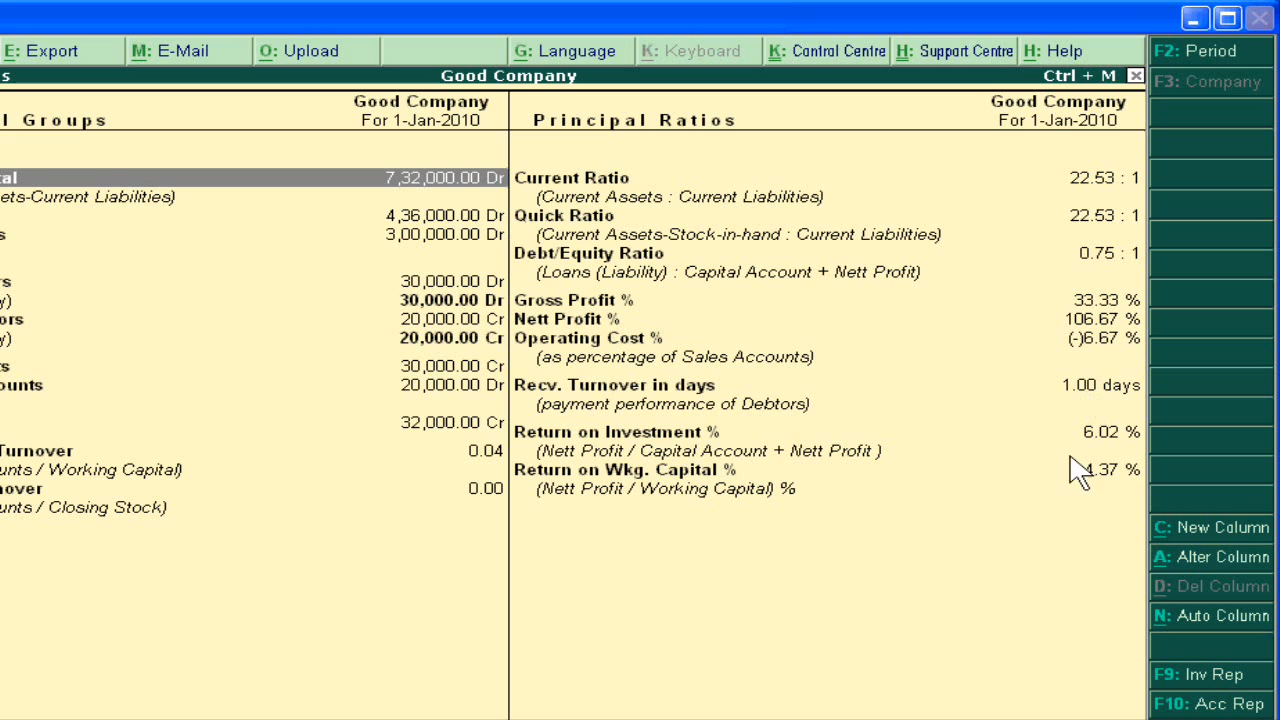 E: Export M: E-Mail O: Upload G: Language K: Keyboard K: Control Centre H: Support Centre H: Help F2: Period
s Good Company Ctrl + M F3: Company
Good Company Good Company
l Groups For 1-Jan-2010 Principal Ratios For 1-Jan-2010
tal 7,32,000.00 Dr Current Ratio 22.53 : 1
ets-Current Liabilities) (Current Assets : Current Liabilities)
4,36,000.00 Dr Quick Ratio 22.53 : 1
s 3,00,000.00 Dr (Current Assets-Stock-in-hand : Current Liabilities)
Debt/Equity Ratio 0.75 : 1
(Loans (Liability) : Capital Account + Nett Profit)
rs 30,000.00 Dr
y) 30,000.00 Dr Gross Profit % 33.33 %
ors 20,000.00 Cr Nett Profit % 106.67 %
y) 20,000.00 Cr Operating Cost % (-)6.67 %
(as percentage of Sales Accounts)
ts 30,000.00 Cr
ounts 20,000.00 Dr Recv. Turnover in days 1.00 days
(payment performance of Debtors)
32,000.00 Cr
Return on Investment % 6.02 %
Turnover 0.04 (Nett Profit / Capital Account + Nett Profit )
unts / Working Capital) Return on Wkg. Capital % 4.37 %
nover 0.00 (Nett Profit / Working Capital) %
unts / Closing Stock)
C: New Column
A: Alter Column
D: Del Column
N: Auto Column
F9: Inv Rep
F10: Acc Rep